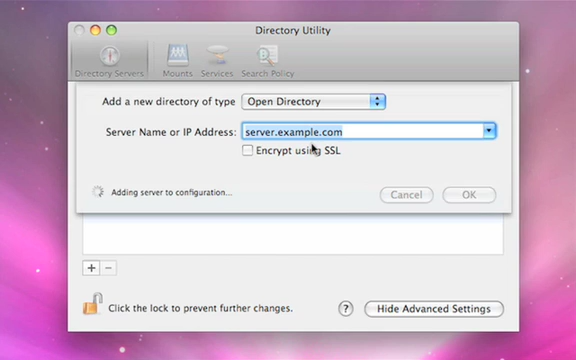 Directory Utility
Directory Servers
Mounts
Services
Search Policy
Add a new directory of type
Open Directory
Server Name or IP Address:
server.example.com
Encrypt using SSL
Adding server to configuration...
Cancel
OK
+
−
Click the lock to prevent further changes.
?
Hide Advanced Settings